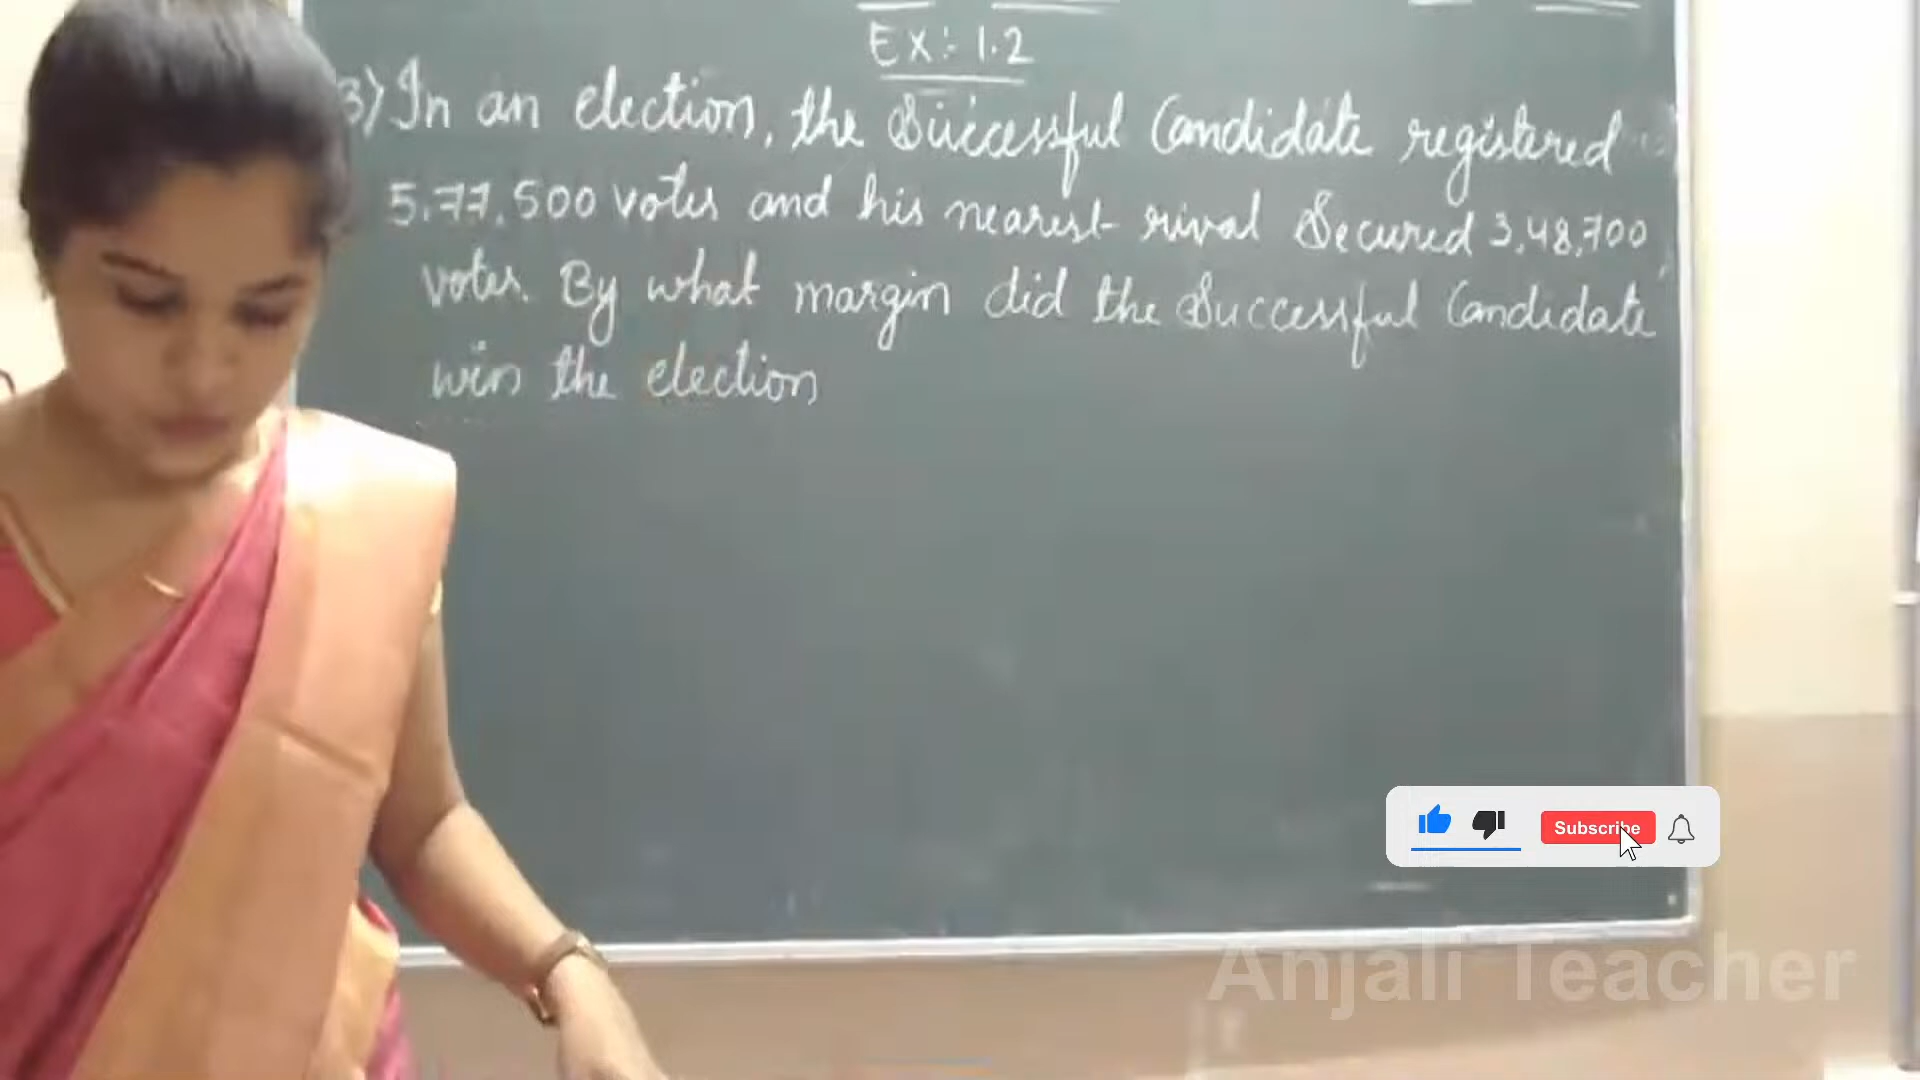 Ex:- 1.2
3) In an election, the Successful Candidate registered
5,77,500 votes and his nearest rival Secured 3,48,700
votes. By what margin did the Successful Candidate
win the election
Subscribe
Anjali Teacher